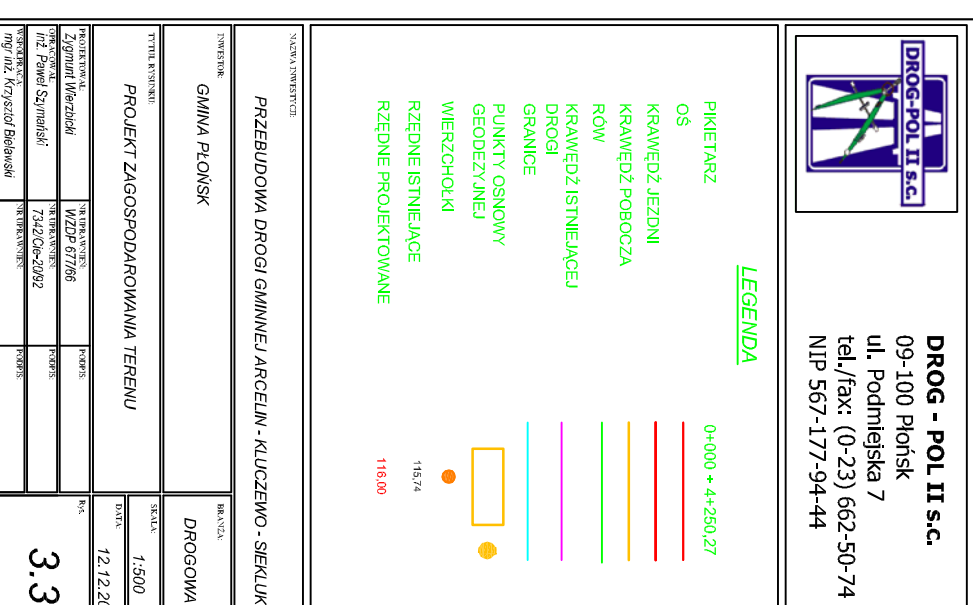 DROG-POL II s.c.
DROG - POL II s.c.
09-100 Płońsk
ul. Podmiejska 7
tel./fax: (0-23) 662-50-74
NIP 567-177-94-44
LEGENDA
PIKIETARZ 0+000 ÷ 4+250,27
OŚ
KRAWĘDŹ JEZDNI
KRAWĘDŹ POBOCZA
RÓW
KRAWĘDŹ ISTNIEJĄCEJ
DROGI
GRANICE
PUNKTY OSNOWY
GEODEZYJNEJ
WIERZCHOŁKI
RZĘDNE ISTNIEJĄCE 115,74
RZĘDNE PROJEKTOWANE 116,00
NAZWA INWESTYCJI:
PRZEBUDOWA DROGI GMINNEJ ARCELIN - KLUCZEWO - SIEKLUK
INWESTOR:
GMINA PŁOŃSK
BRANŻA:
DROGOWA
TYTUŁ RYSUNKU:
PROJEKT ZAGOSPODAROWANIA TERENU
SKALA:
1:500
DATA:
12.12.20
PROJEKTOWAŁ:
Zygmunt Wierzbicki
NR UPRAWNIEŃ:
WZDP 677/66
PODPIS:
OPRACOWAŁ:
inż. Paweł Szymański
NR UPRAWNIEŃ:
7342/Cie-20/92
PODPIS:
WSPÓŁPRACA:
mgr inż. Krzysztof Bielawski
NR UPRAWNIEŃ:
PODPIS:
Rys.
3.3